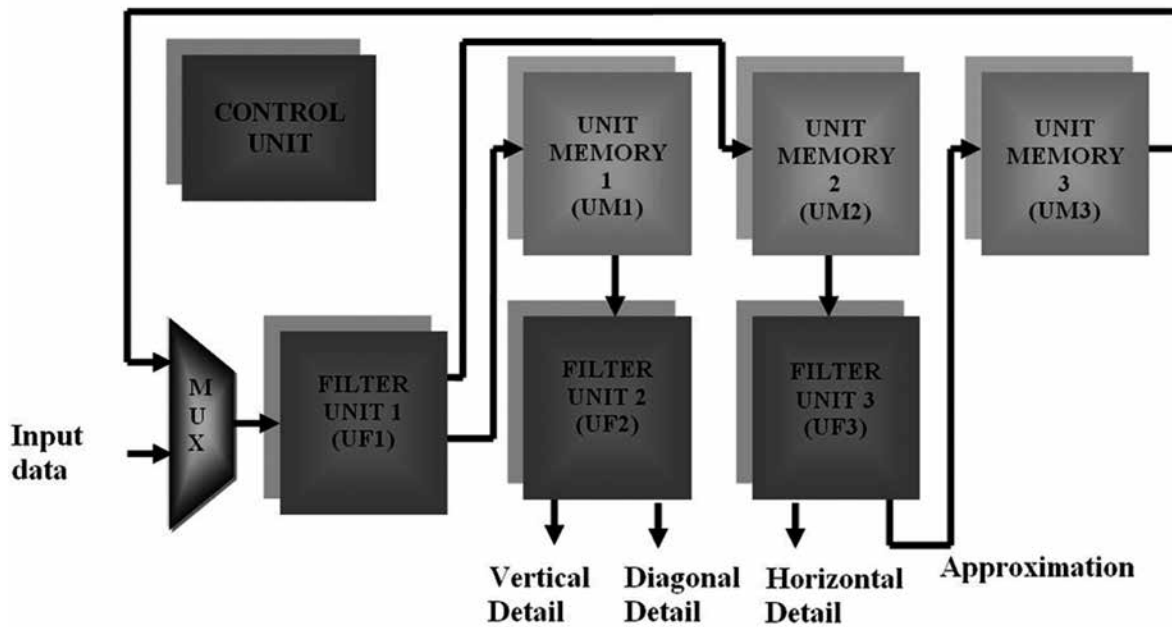 CONTROL
UNIT
UNIT
MEMORY
1
(UM1)
UNIT
MEMORY
2
(UM2)
UNIT
MEMORY
3
(UM3)
M
U
X
FILTER
UNIT 1
(UF1)
FILTER
UNIT 2
(UF2)
FILTER
UNIT 3
(UF3)
Input
data
Vertical
Detail
Diagonal
Detail
Horizontal
Detail
Approximation